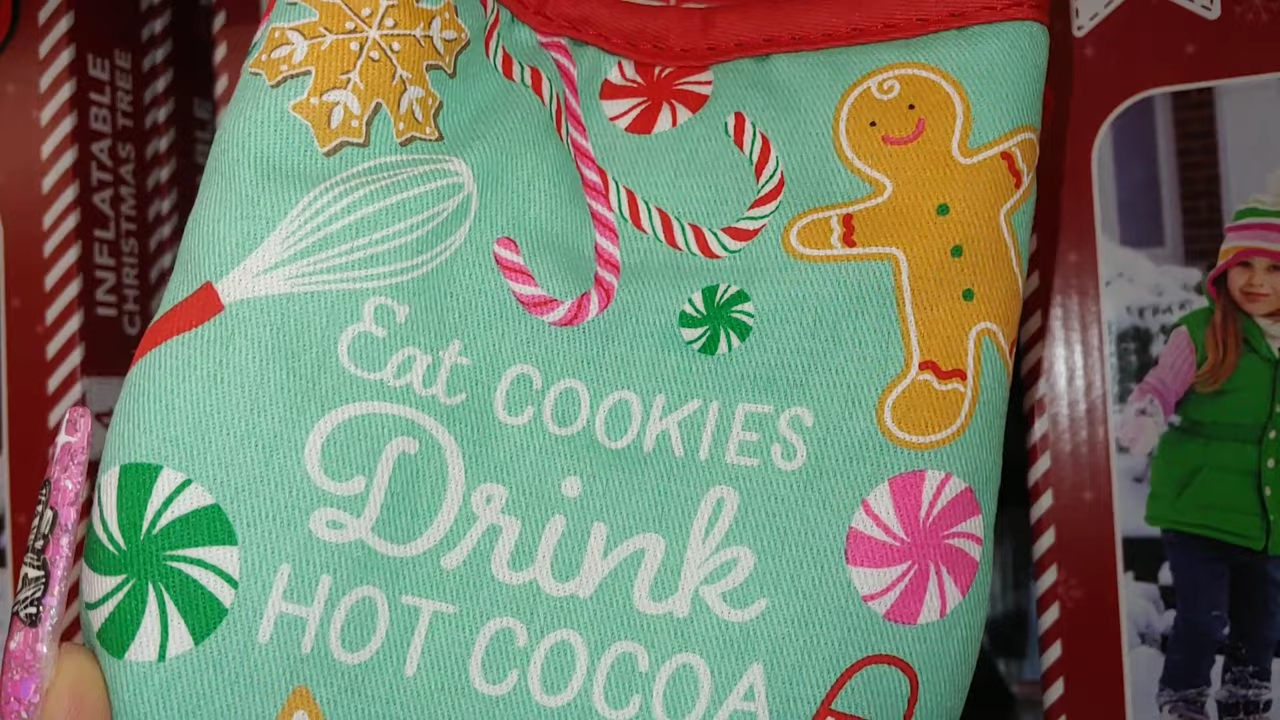 INFLATABLE
CHRISTMAS TREE
Eat COOKIES
Drink
HOT COCOA